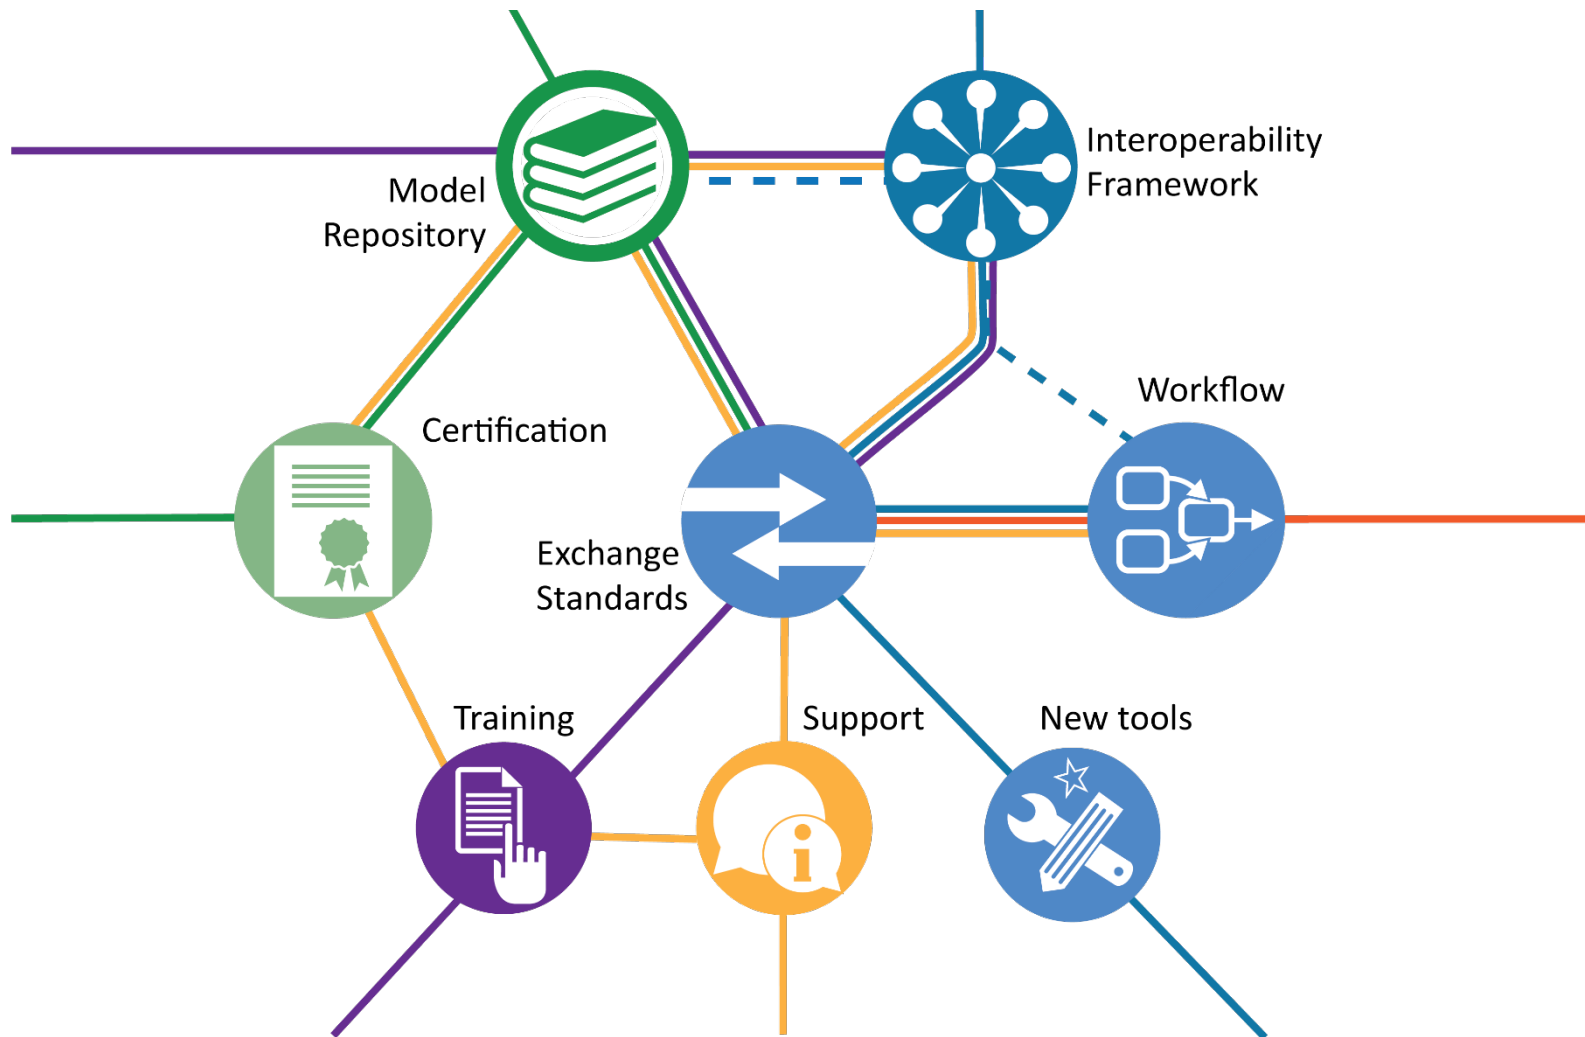 Model
Repository
Interoperability
Framework
Workflow
Certification
Exchange
Standards
Training
Support
New tools
i